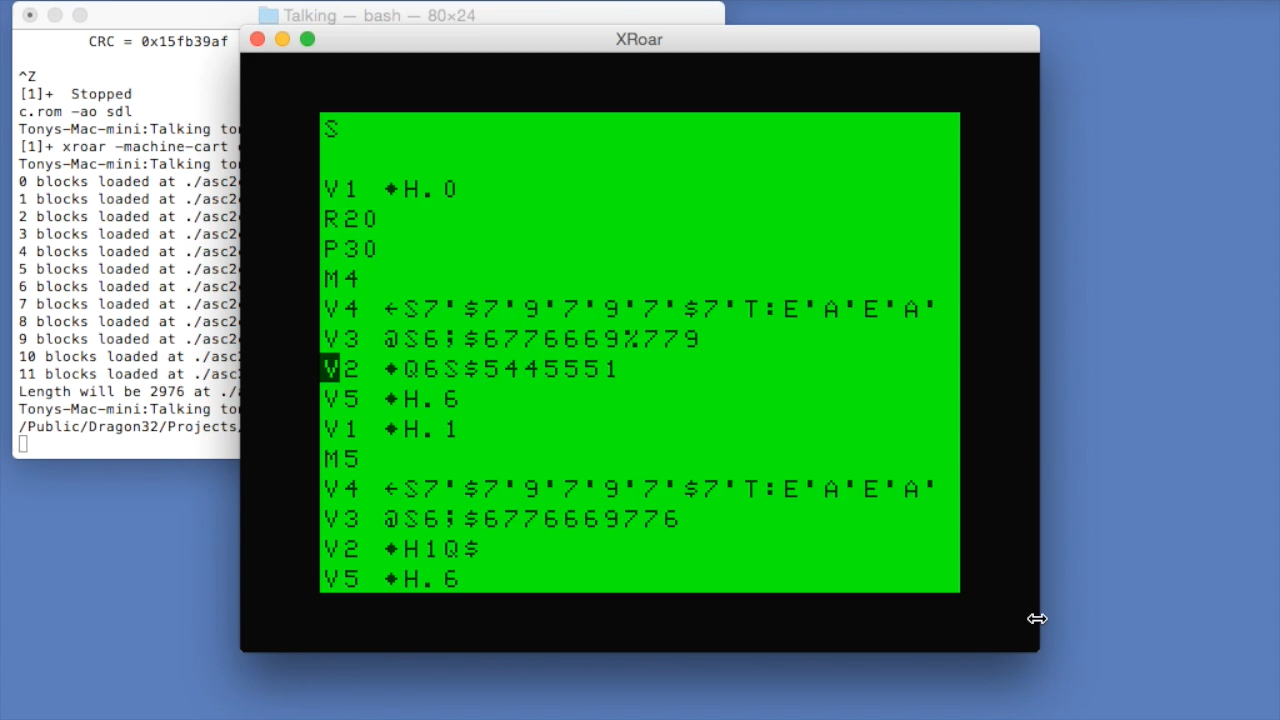 Talking — bash — 80×24
CRC = 0x15fb39af
^Z
[1]+  Stopped
c.rom -ao sdl
Tonys-Mac-mini:Talking to
[1]+ xroar -machine-cart
Tonys-Mac-mini:Talking to
0 blocks loaded at ./asc2
1 blocks loaded at ./asc2
2 blocks loaded at ./asc2
3 blocks loaded at ./asc2
4 blocks loaded at ./asc2
5 blocks loaded at ./asc2
6 blocks loaded at ./asc2
7 blocks loaded at ./asc2
8 blocks loaded at ./asc2
9 blocks loaded at ./asc2
10 blocks loaded at ./asc
11 blocks loaded at ./asc
Length will be 2976 at ./
Tonys-Mac-mini:Talking to
/Public/Dragon32/Projects/
XRoar
S
V1 ◆H.0
R20
P30
M4
V4 ←S7'$7'9'7'9'7'$7'T:E'A'E'A'
V3 @S6;$6776669%779
V2 ◆Q6S$5445551
V5 ◆H.6
V1 ◆H.1
M5
V4 ←S7'$7'9'7'9'7'$7'T:E'A'E'A'
V3 @S6;$6776669776
V2 ◆H1Q$
V5 ◆H.6